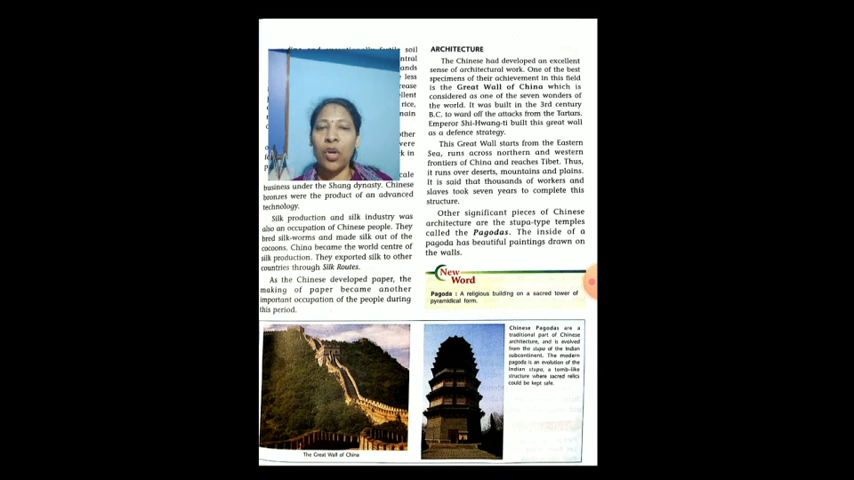 soil
ntral
ands
less
rease
llent
rice,
main
other
were
k in
cale
business under the Shang dynasty. Chinese
bronzes were the product of an advanced
technology.
Silk production and silk industry was
also an occupation of Chinese people. They
bred silk-worms and made silk out of the
cocoons. China became the world centre of
silk production. They exported silk to other
countries through Silk Routes.
As the Chinese developed paper, the
making of paper became another
important occupation of the people during
this period.
ARCHITECTURE
The Chinese had developed an excellent
sense of architectural work. One of the best
specimens of their achievement in this field
is the Great Wall of China which is
considered as one of the seven wonders of
the world. It was built in the 3rd century
B.C. to ward off the attacks from the Tartars.
Emperor Shi-Hwang-ti built this great wall
as a defence strategy.
This Great Wall starts from the Eastern
Sea, runs across northern and western
frontiers of China and reaches Tibet. Thus,
it runs over deserts, mountains and plains.
It is said that thousands of workers and
slaves took seven years to complete this
structure.
Other significant pieces of Chinese
architecture are the stupa-type temples
called the Pagodas. The inside of a
pagoda has beautiful paintings drawn on
the walls.
New
Word
Pagoda : A religious building on a sacred tower of
pyramidical form.
The Great Wall of China
Chinese Pagodas are a
traditional part of Chinese
architecture, and is evolved
from the stupa of the Indian
subcontinent. The modern
pagoda is an evolution of the
Indian stupa, a tomb-like
structure where sacred relics
could be kept safe.